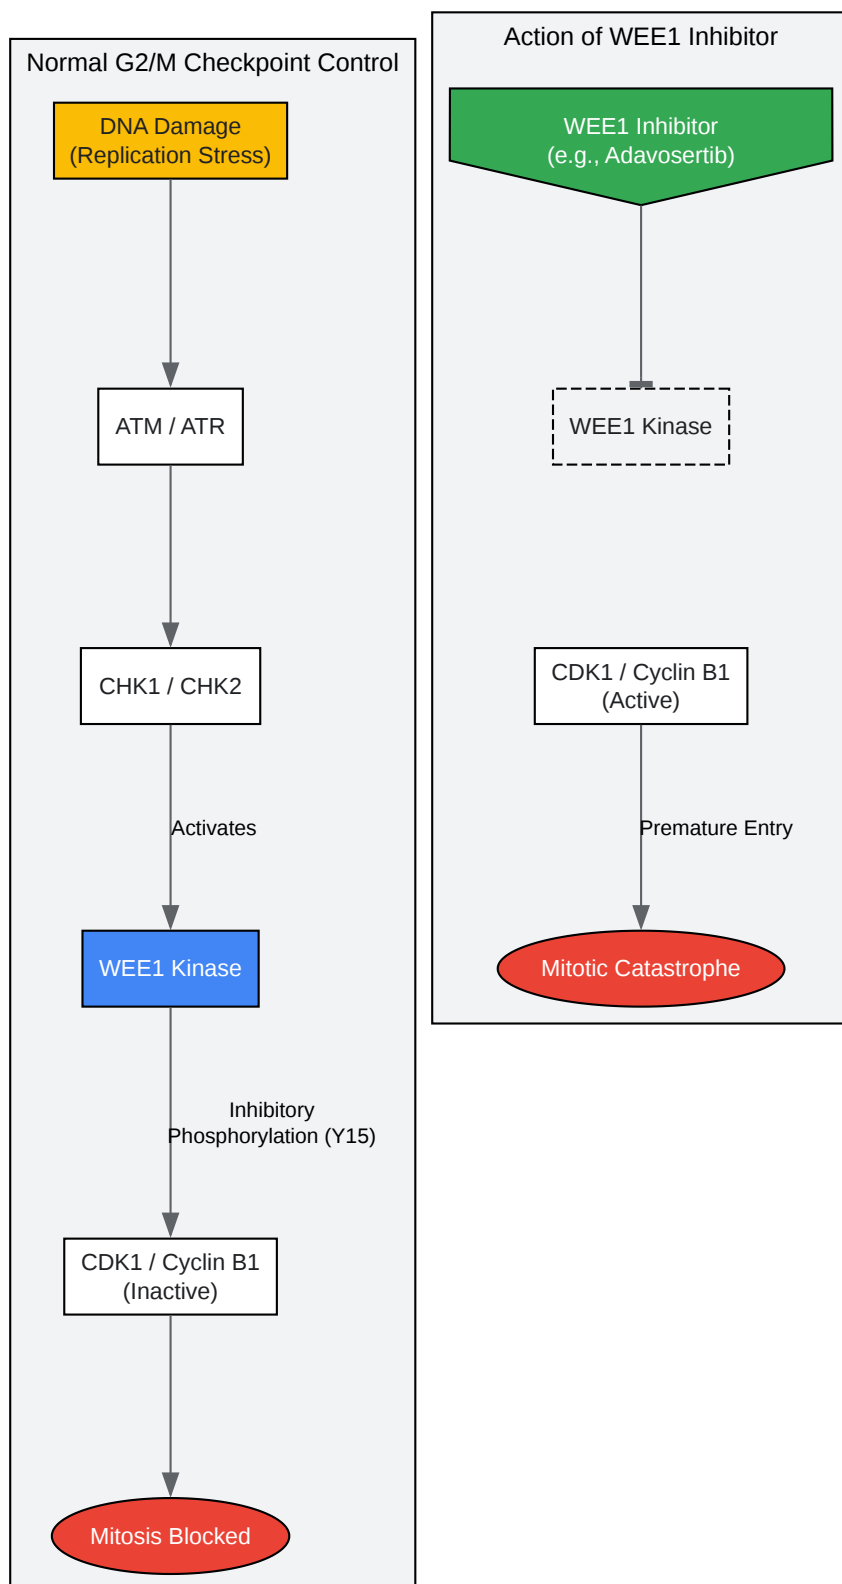 Normal G2/M Checkpoint Control
DNA Damage
(Replication Stress)
ATM / ATR
CHK1 / CHK2
Activates
WEE1 Kinase
Inhibitory
Phosphorylation (Y15)
CDK1 / Cyclin B1
(Inactive)
Mitosis Blocked
Action of WEE1 Inhibitor
WEE1 Inhibitor
(e.g., Adavosertib)
WEE1 Kinase
CDK1 / Cyclin B1
(Active)
Premature Entry
Mitotic Catastrophe